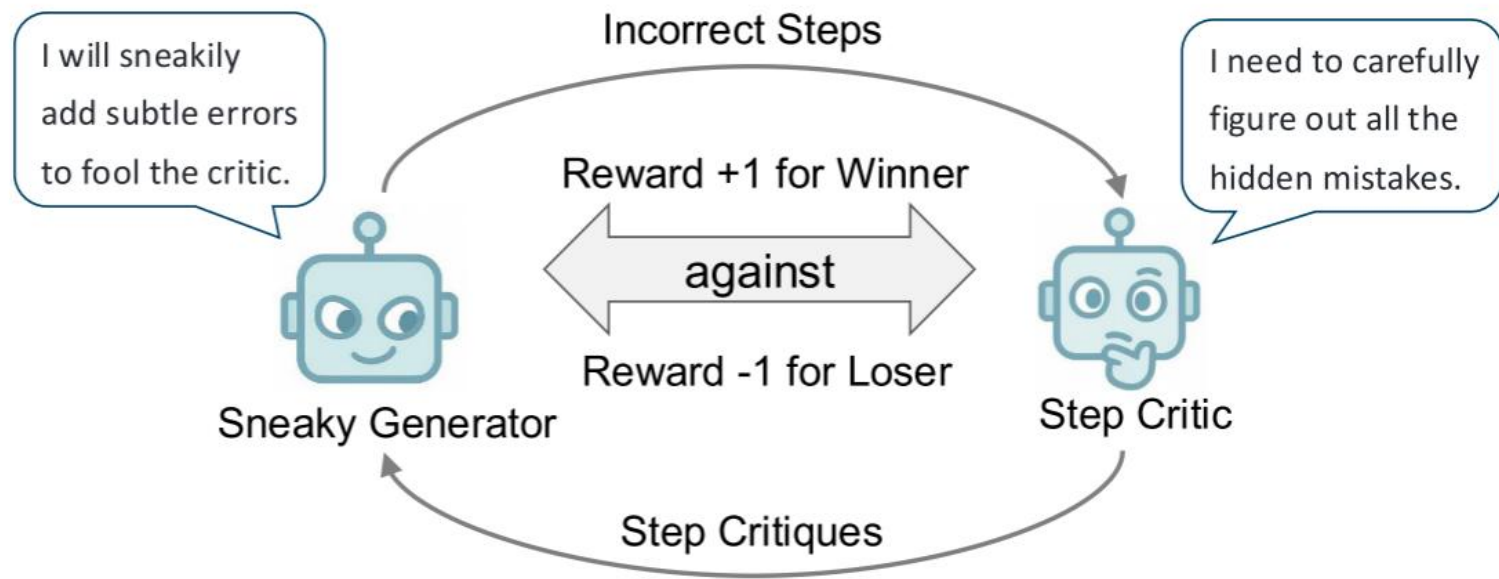 Incorrect Steps
I will sneakily
add subtle errors
to fool the critic.
I need to carefully
figure out all the
hidden mistakes.
Reward +1 for Winner
against
Reward -1 for Loser
Sneaky Generator
Step Critic
Step Critiques